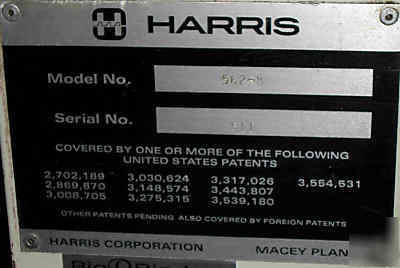 HARRIS
Model No.
Serial No.
COVERED BY ONE OR MORE OF THE FOLLOWING
UNITED STATES PATENTS
2,702,189 3,030,624 3,317,026 3,554,531
2,869,870 3,148,574 3,443,807
3,008,705 3,275,315 3,539,180
OTHER PATENTS PENDING ALSO COVERED BY FOREIGN PATENTS
HARRIS CORPORATION MACEY PLAN